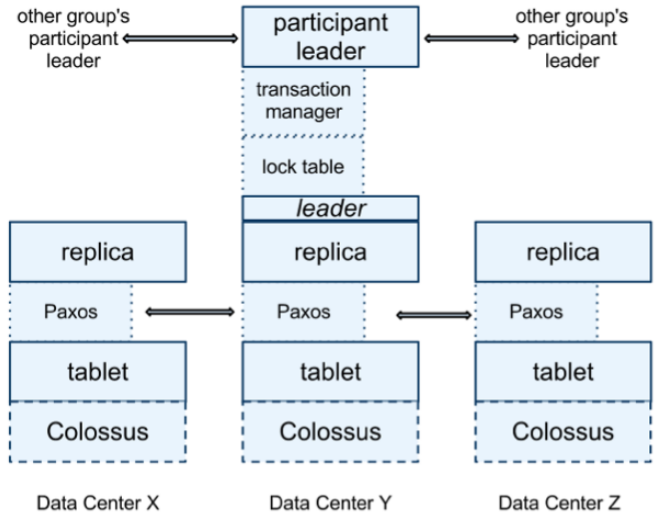 other group's
participant
leader
participant
leader
other group's
participant
leader
transaction
manager
lock table
leader
replica
replica
replica
Paxos
Paxos
Paxos
tablet
tablet
tablet
Colossus
Colossus
Colossus
Data Center X
Data Center Y
Data Center Z